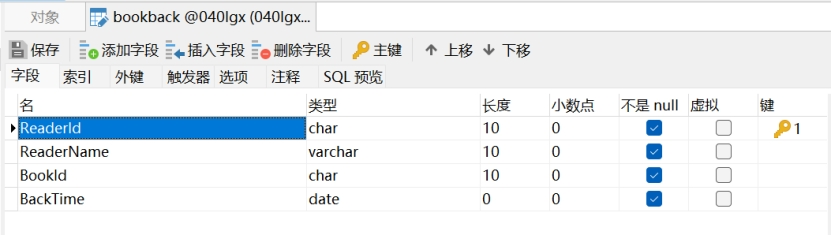 对象 bookback @040lgx (040lgx...
保存 添加字段 插入字段 删除字段 主键 上移 下移
字段 索引 外键 触发器 选项 注释 SQL 预览
名 类型 长度 小数点 不是 null 虚拟 键
ReaderId char 10 0 1
ReaderName varchar 10 0
BookId char 10 0
BackTime date 0 0